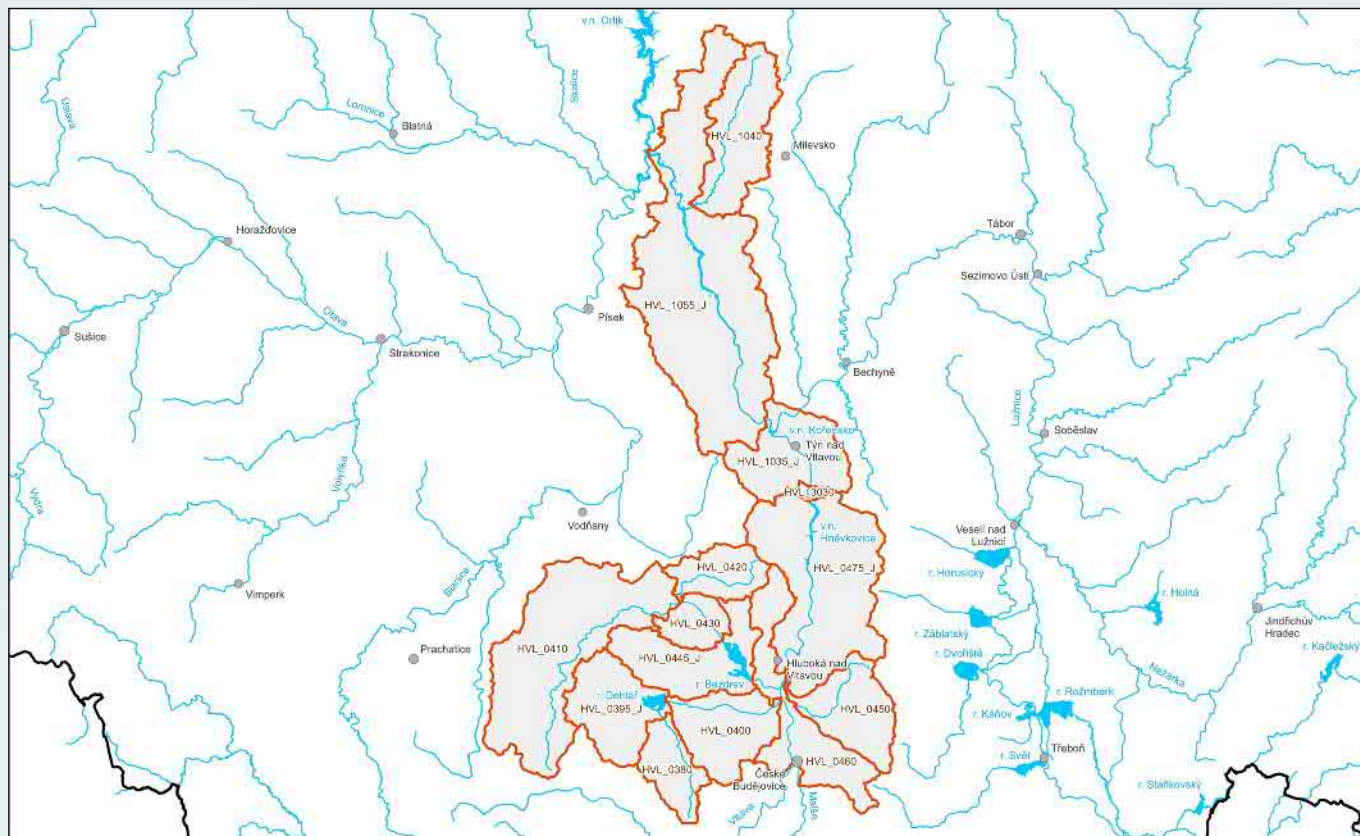 v.n. Orlík
Úslava
Lomnice
Blatná
Skalice
HVL_1040
Milevsko
Horažďovice
Tábor
Sezimovo Ústí
Otava
HVL_1055_J
Písek
Sušice
Strakonice
Bechyně
Lužnice
Soběslav
v.n. Kořensko
Týn nad
Vltavou
HVL_1035_J
Volyňka
Vydra
HVL_1030
Vodňany
v.n.
Hněvkovice
Veselí nad
Lužnicí
HVL_0420
HVL_0475_J
r. Horusický
Blanice
Vimperk
r. Holná
Jindřichův
Hradec
HVL_0430
r. Záblatský
HVL_0410
Prachatice
HVL_0445_J
Hluboká nad
Vltavou
r. Dvořiště
r. Kačležský
Nežárka
r. Bezdrev
r. Dehtář
HVL_0395_J
HVL_0450
r. Rožmberk
r. Káňov
HVL_0400
Třeboň
r. Svět
HVL_0380
České
Budějovice
HVL_0460
r. Staňkovský
Vltava
Malše